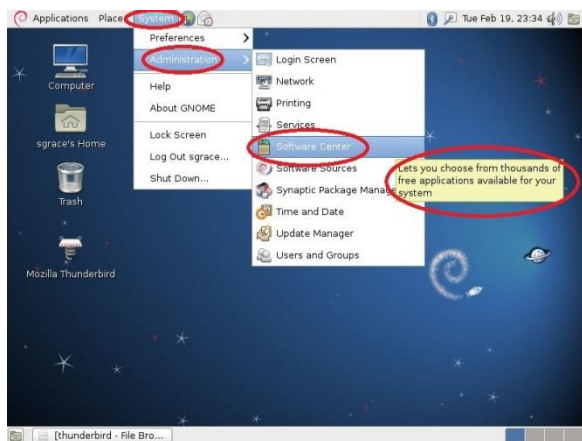 Applications Places System
Tue Feb 19, 23:34
Preferences
Administration
Help
About GNOME
Lock Screen
Log Out sgrace...
Shut Down...
Login Screen
Network
Printing
Services
Software Center
Software Sources
Synaptic Package Manage
Time and Date
Update Manager
Users and Groups
Lets you choose from thousands of
free applications available for your
system
Computer
sgrace's Home
Trash
Mozilla Thunderbird
[thunderbird - File Bro...